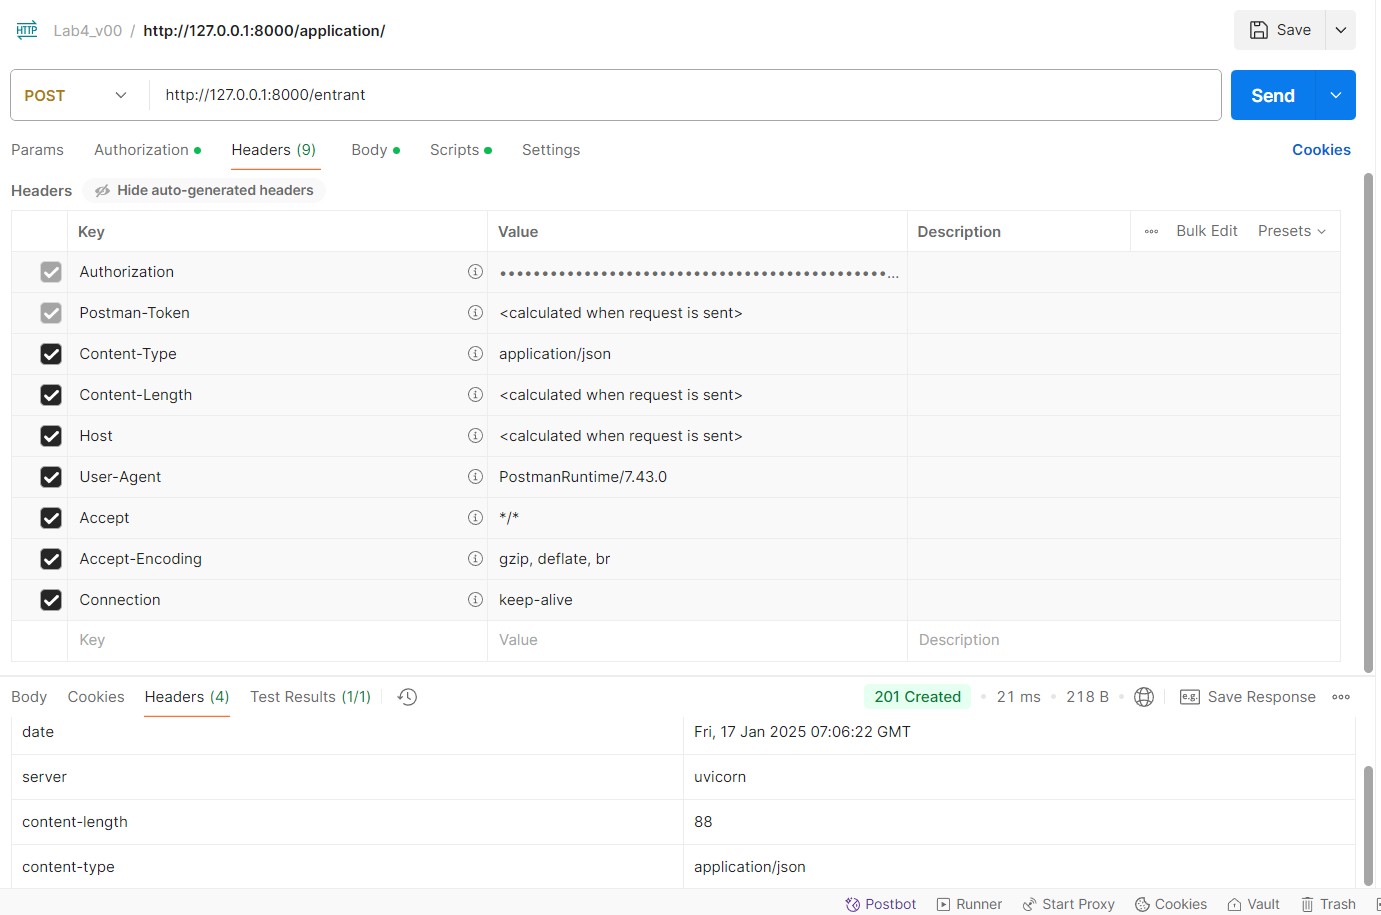 HTTP Lab4_v00 / http://127.0.0.1:8000/application/ Save
POST http://127.0.0.1:8000/entrant Send
Params Authorization Headers (9) Body Scripts Settings Cookies
Headers Hide auto-generated headers
Key Value Description Bulk Edit Presets
Authorization ••••••••••••••••••••••••••••••••••••••••••••••...
Postman-Token <calculated when request is sent>
Content-Type application/json
Content-Length <calculated when request is sent>
Host <calculated when request is sent>
User-Agent PostmanRuntime/7.43.0
Accept */*
Accept-Encoding gzip, deflate, br
Connection keep-alive
Key Value Description
Body Cookies Headers (4) Test Results (1/1) 201 Created • 21 ms • 218 B • e.g. Save Response
date Fri, 17 Jan 2025 07:06:22 GMT
server uvicorn
content-length 88
content-type application/json
Postbot Runner Start Proxy Cookies Vault Trash